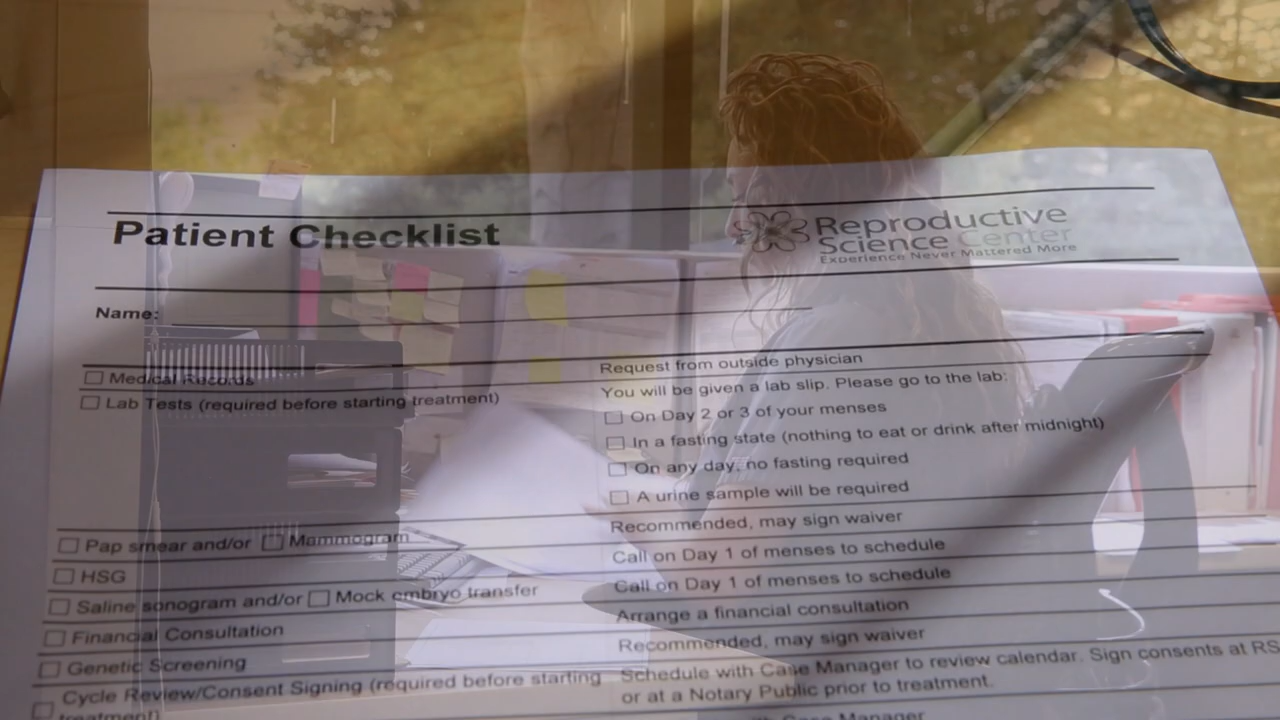 Patient Checklist
Reproductive
Science Center
Experience Never Mattered More
Name:
Request from outside physician
Medical Records
You will be given a lab slip. Please go to the lab:
Lab Tests (required before starting treatment)
On Day 2 or 3 of your menses
In a fasting state (nothing to eat or drink after midnight)
On any day, no fasting required
A urine sample will be required
Pap smear and/or Mammogram
Recommended, may sign waiver
HSG
Call on Day 1 of menses to schedule
Saline sonogram and/or Mock embryo transfer
Call on Day 1 of menses to schedule
Financial Consultation
Arrange a financial consultation
Genetic Screening
Recommended, may sign waiver
Cycle Review/Consent Signing (required before starting
treatment)
Schedule with Case Manager to review calendar. Sign consents at RS
or at a Notary Public prior to treatment.
Case Manager